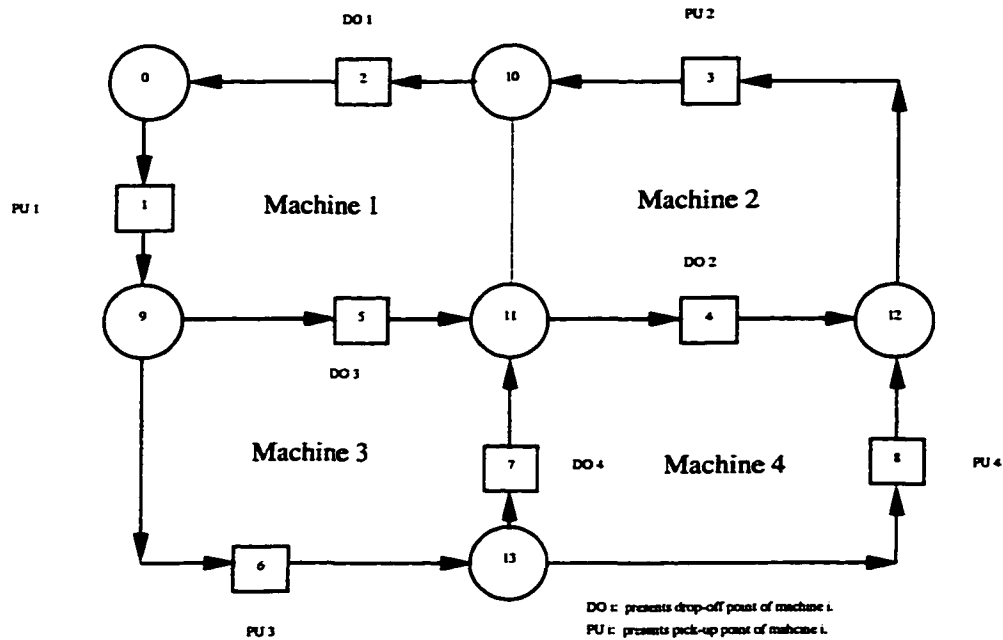 DO 1
PU 2
0
2
10
3
PU 1
1
Machine 1
Machine 2
DO 2
9
5
11
4
12
DO 3
Machine 3
7
DO 4
Machine 4
8
PU 4
6
13
PU 3
DO i: presents drop-off point of machine i.
PU i: presents pick-up point of mahcine i.